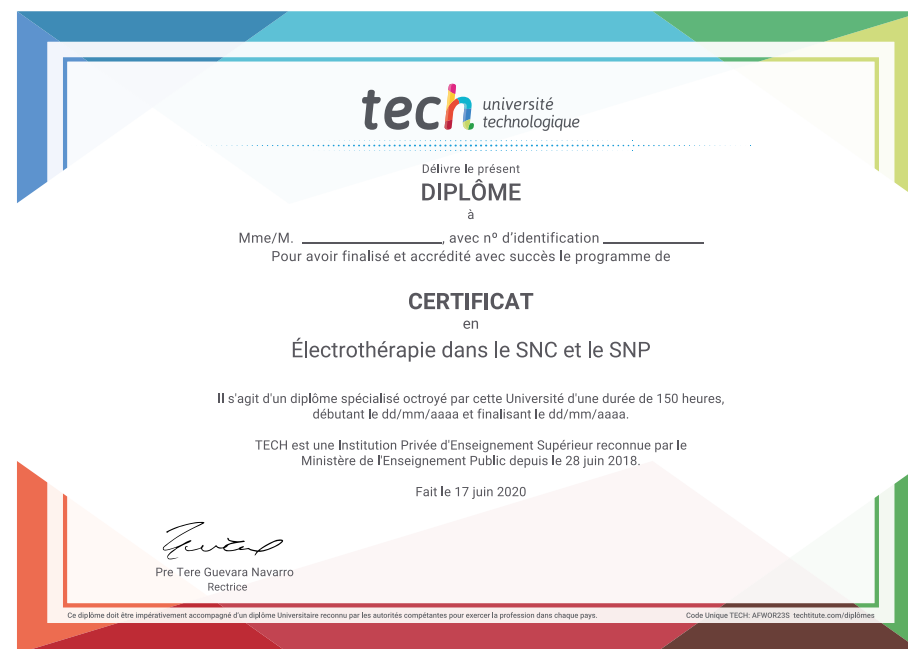 tech université
technologique
Délivre le présent
DIPLÔME
à
Mme/M. ____________________, avec nº d'identification ______________
Pour avoir finalisé et accrédité avec succès le programme de
CERTIFICAT
en
Électrothérapie dans le SNC et le SNP
Il s'agit d'un diplôme spécialisé octroyé par cette Université d'une durée de 150 heures,
débutant le dd/mm/aaaa et finalisant le dd/mm/aaaa.
TECH est une Institution Privée d'Enseignement Supérieur reconnue par le
Ministère de l'Enseignement Public depuis le 28 juin 2018.
Fait le 17 juin 2020
Pre Tere Guevara Navarro
Rectrice
Ce diplôme doit être impérativement accompagné d'un diplôme Universitaire reconnu par les autorités compétantes pour exercer la profession dans chaque pays.
Code Unique TECH: AFWOR23S techtitute.com/diplômes